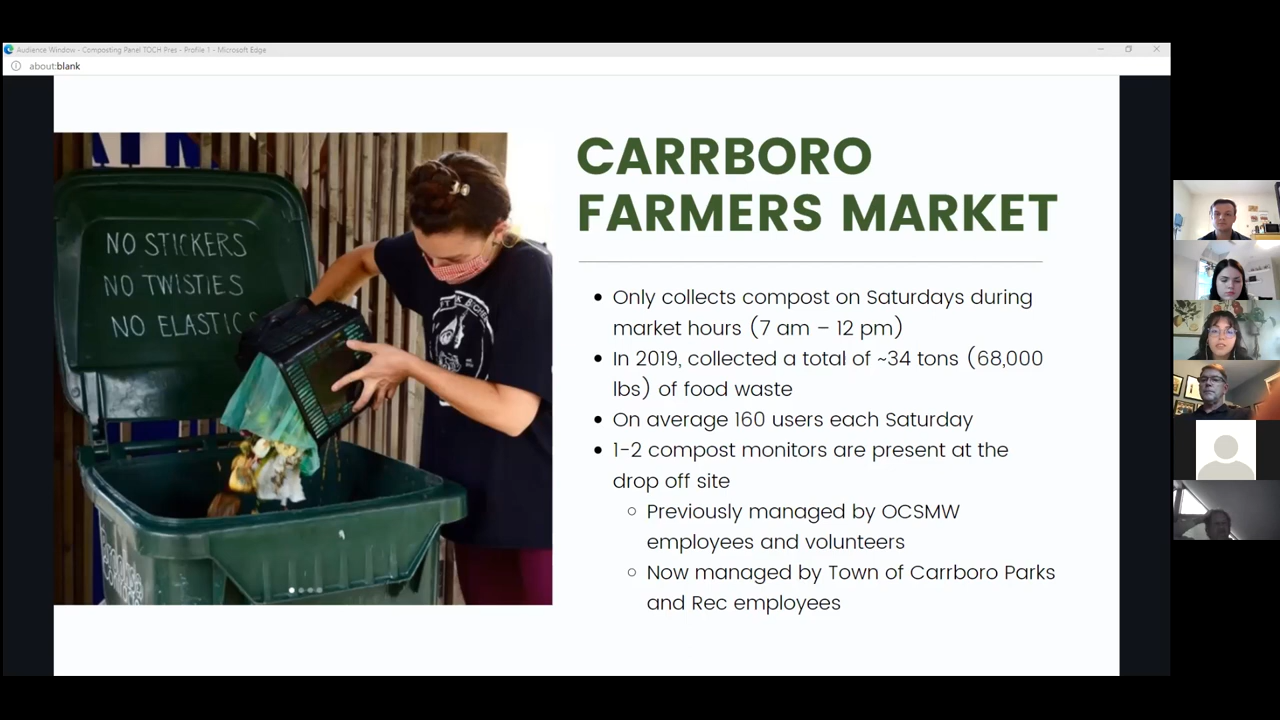 Audience Window - Composting Panel TOCH Pres - Profile 1 - Microsoft Edge
about:blank
NO STICKERS
NO TWISTIES
NO ELASTICS
CARRBORO
FARMERS MARKET
• Only collects compost on Saturdays during
market hours (7 am – 12 pm)
• In 2019, collected a total of ~34 tons (68,000
lbs) of food waste
• On average 160 users each Saturday
• 1-2 compost monitors are present at the
drop off site
○ Previously managed by OCSMW
employees and volunteers
○ Now managed by Town of Carrboro Parks
and Rec employees